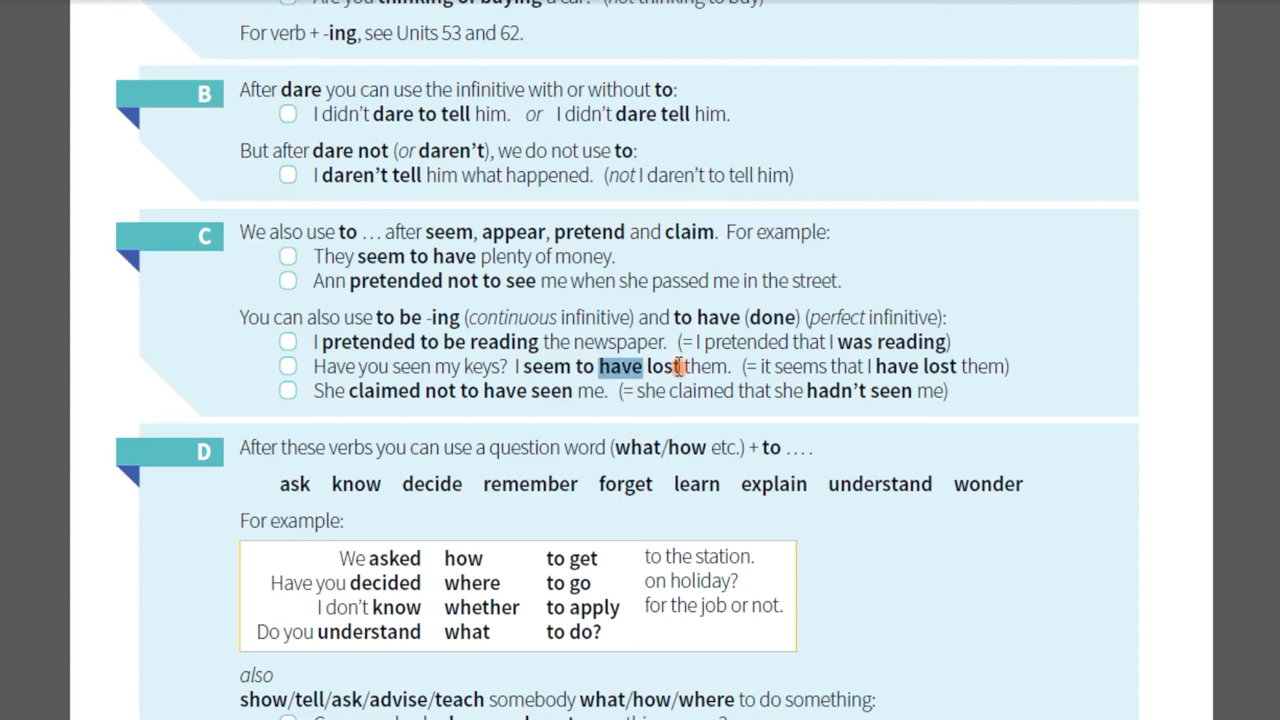 Are you thinking of buying a car? (not thinking to buy)
For verb + -ing, see Units 53 and 62.
B
After dare you can use the infinitive with or without to:
I didn't dare to tell him. or I didn't dare tell him.
But after dare not (or daren't), we do not use to:
I daren't tell him what happened. (not I daren't to tell him)
C
We also use to … after seem, appear, pretend and claim. For example:
They seem to have plenty of money.
Ann pretended not to see me when she passed me in the street.
You can also use to be -ing (continuous infinitive) and to have (done) (perfect infinitive):
I pretended to be reading the newspaper. (= I pretended that I was reading)
Have you seen my keys? I seem to have lost them. (= it seems that I have lost them)
She claimed not to have seen me. (= she claimed that she hadn't seen me)
D
After these verbs you can use a question word (what/how etc.) + to ….
ask know decide remember forget learn explain understand wonder
For example:
We asked how to get to the station.
Have you decided where to go on holiday?
I don't know whether to apply for the job or not.
Do you understand what to do?
also
show/tell/ask/advise/teach somebody what/how/where to do something: